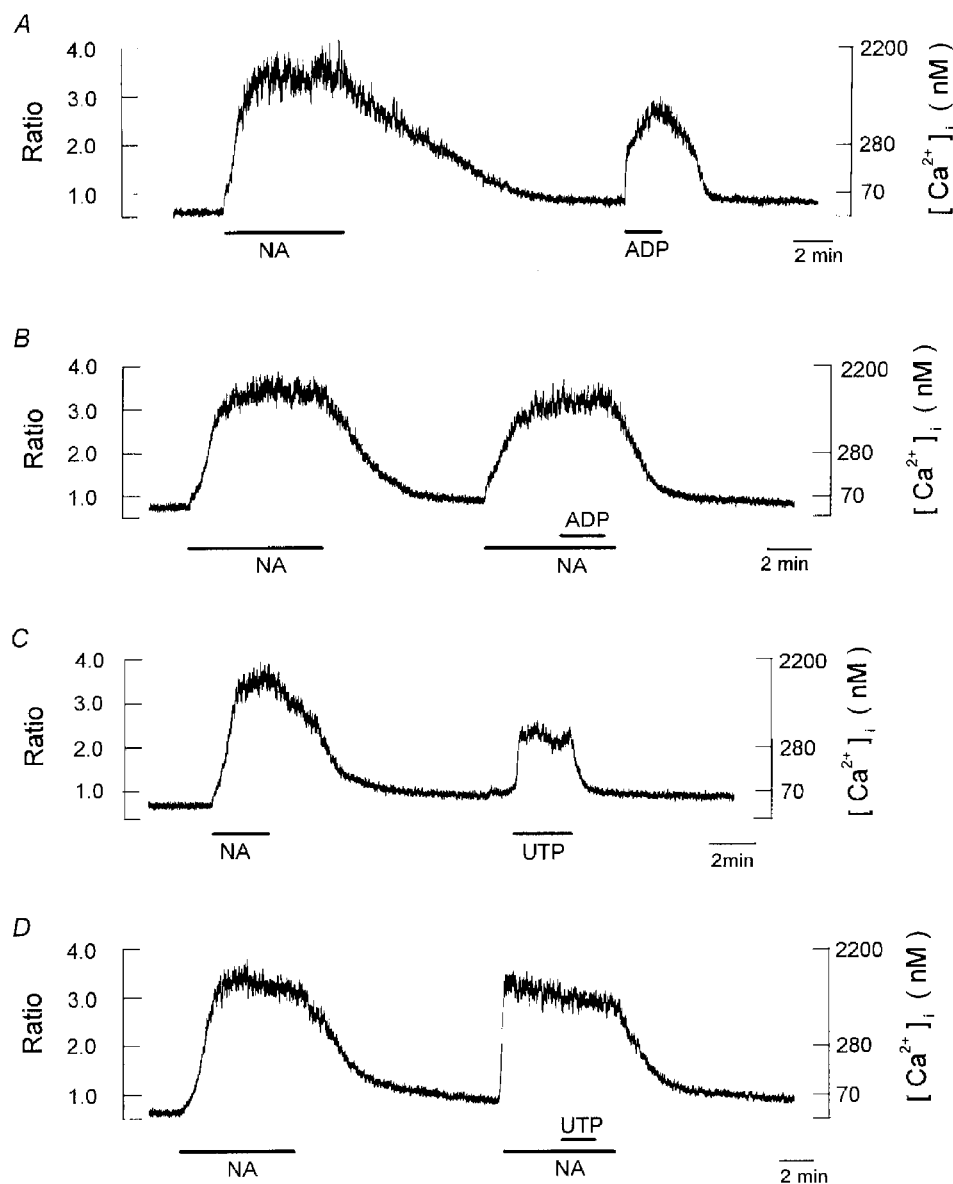 A
Ratio
4.0
3.0
2.0
1.0
2200
280
70
[ Ca²⁺ ]ᵢ ( nM )
NA
ADP
2 min
B
Ratio
4.0
3.0
2.0
1.0
2200
280
70
[ Ca²⁺ ]ᵢ ( nM )
ADP
NA
NA
2 min
C
Ratio
4.0
3.0
2.0
1.0
2200
280
70
[ Ca²⁺ ]ᵢ ( nM )
NA
UTP
2min
D
Ratio
4.0
3.0
2.0
1.0
2200
280
70
[ Ca²⁺ ]ᵢ ( nM )
UTP
NA
NA
2 min